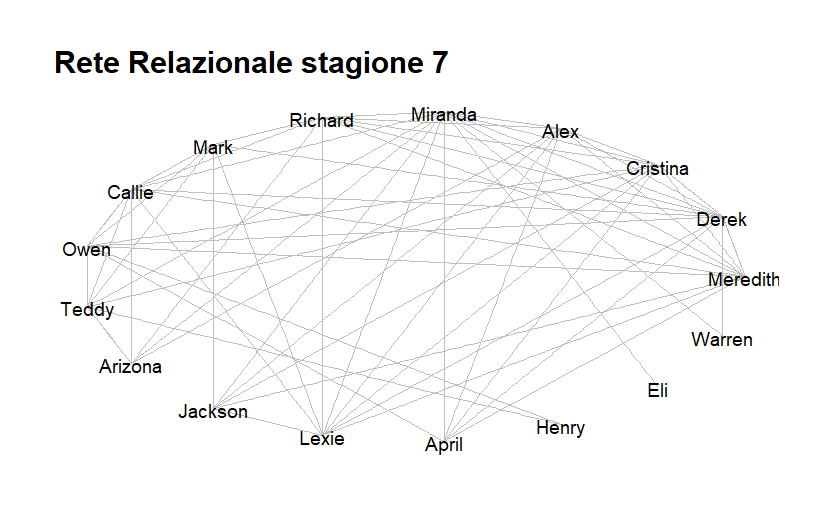 Rete Relazionale stagione 7
Miranda
Richard
Alex
Mark
Cristina
Callie
Derek
Owen
Meredith
Teddy
Warren
Arizona
Eli
Jackson
Henry
Lexie
April